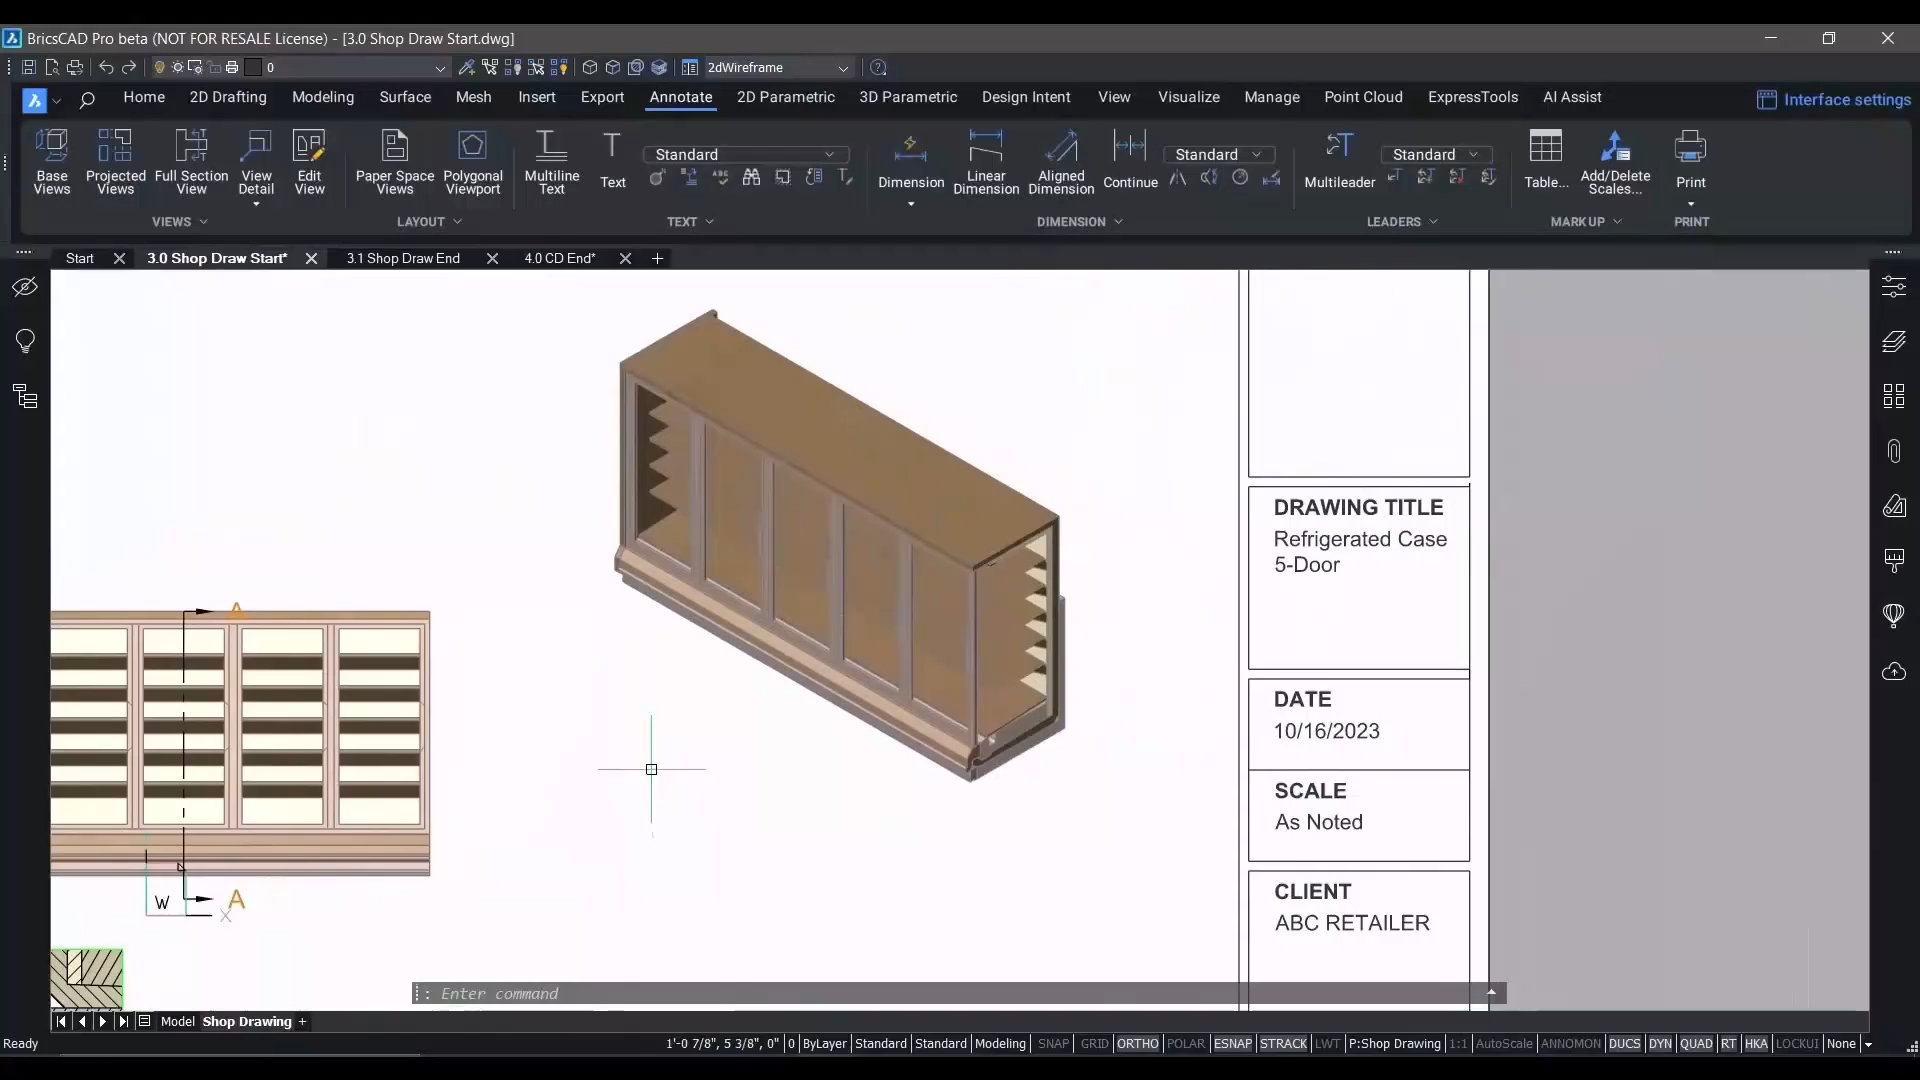 BricsCAD Pro beta (NOT FOR RESALE License) - [3.0 Shop Draw Start.dwg]
0
2dWireframe
Home 2D Drafting Modeling Surface Mesh Insert Export Annotate 2D Parametric 3D Parametric Design Intent View Visualize Manage Point Cloud ExpressTools AI Assist Interface settings
Base Views
Projected Views
Full Section View
View Detail
Edit View
VIEWS
Paper Space Views
Polygonal Viewport
LAYOUT
Multiline Text
Text
Standard
TEXT
Dimension
Linear Dimension
Aligned Dimension
Continue
Standard
DIMENSION
Multileader
Standard
LEADERS
Table...
Add/Delete Scales...
MARK UP
Print
PRINT
Start 3.0 Shop Draw Start* 3.1 Shop Draw End 4.0 CD End*
DRAWING TITLE
Refrigerated Case
5-Door
DATE
10/16/2023
SCALE
As Noted
CLIENT
ABC RETAILER
A
A
W
X
: Enter command
Model Shop Drawing
Ready
1'-0 7/8", 5 3/8", 0" 0 ByLayer Standard Standard Modeling SNAP GRID ORTHO POLAR ESNAP STRACK LWT P:Shop Drawing 1:1 AutoScale ANNOMON DUCS DYN QUAD RT HKA LOCKUI None